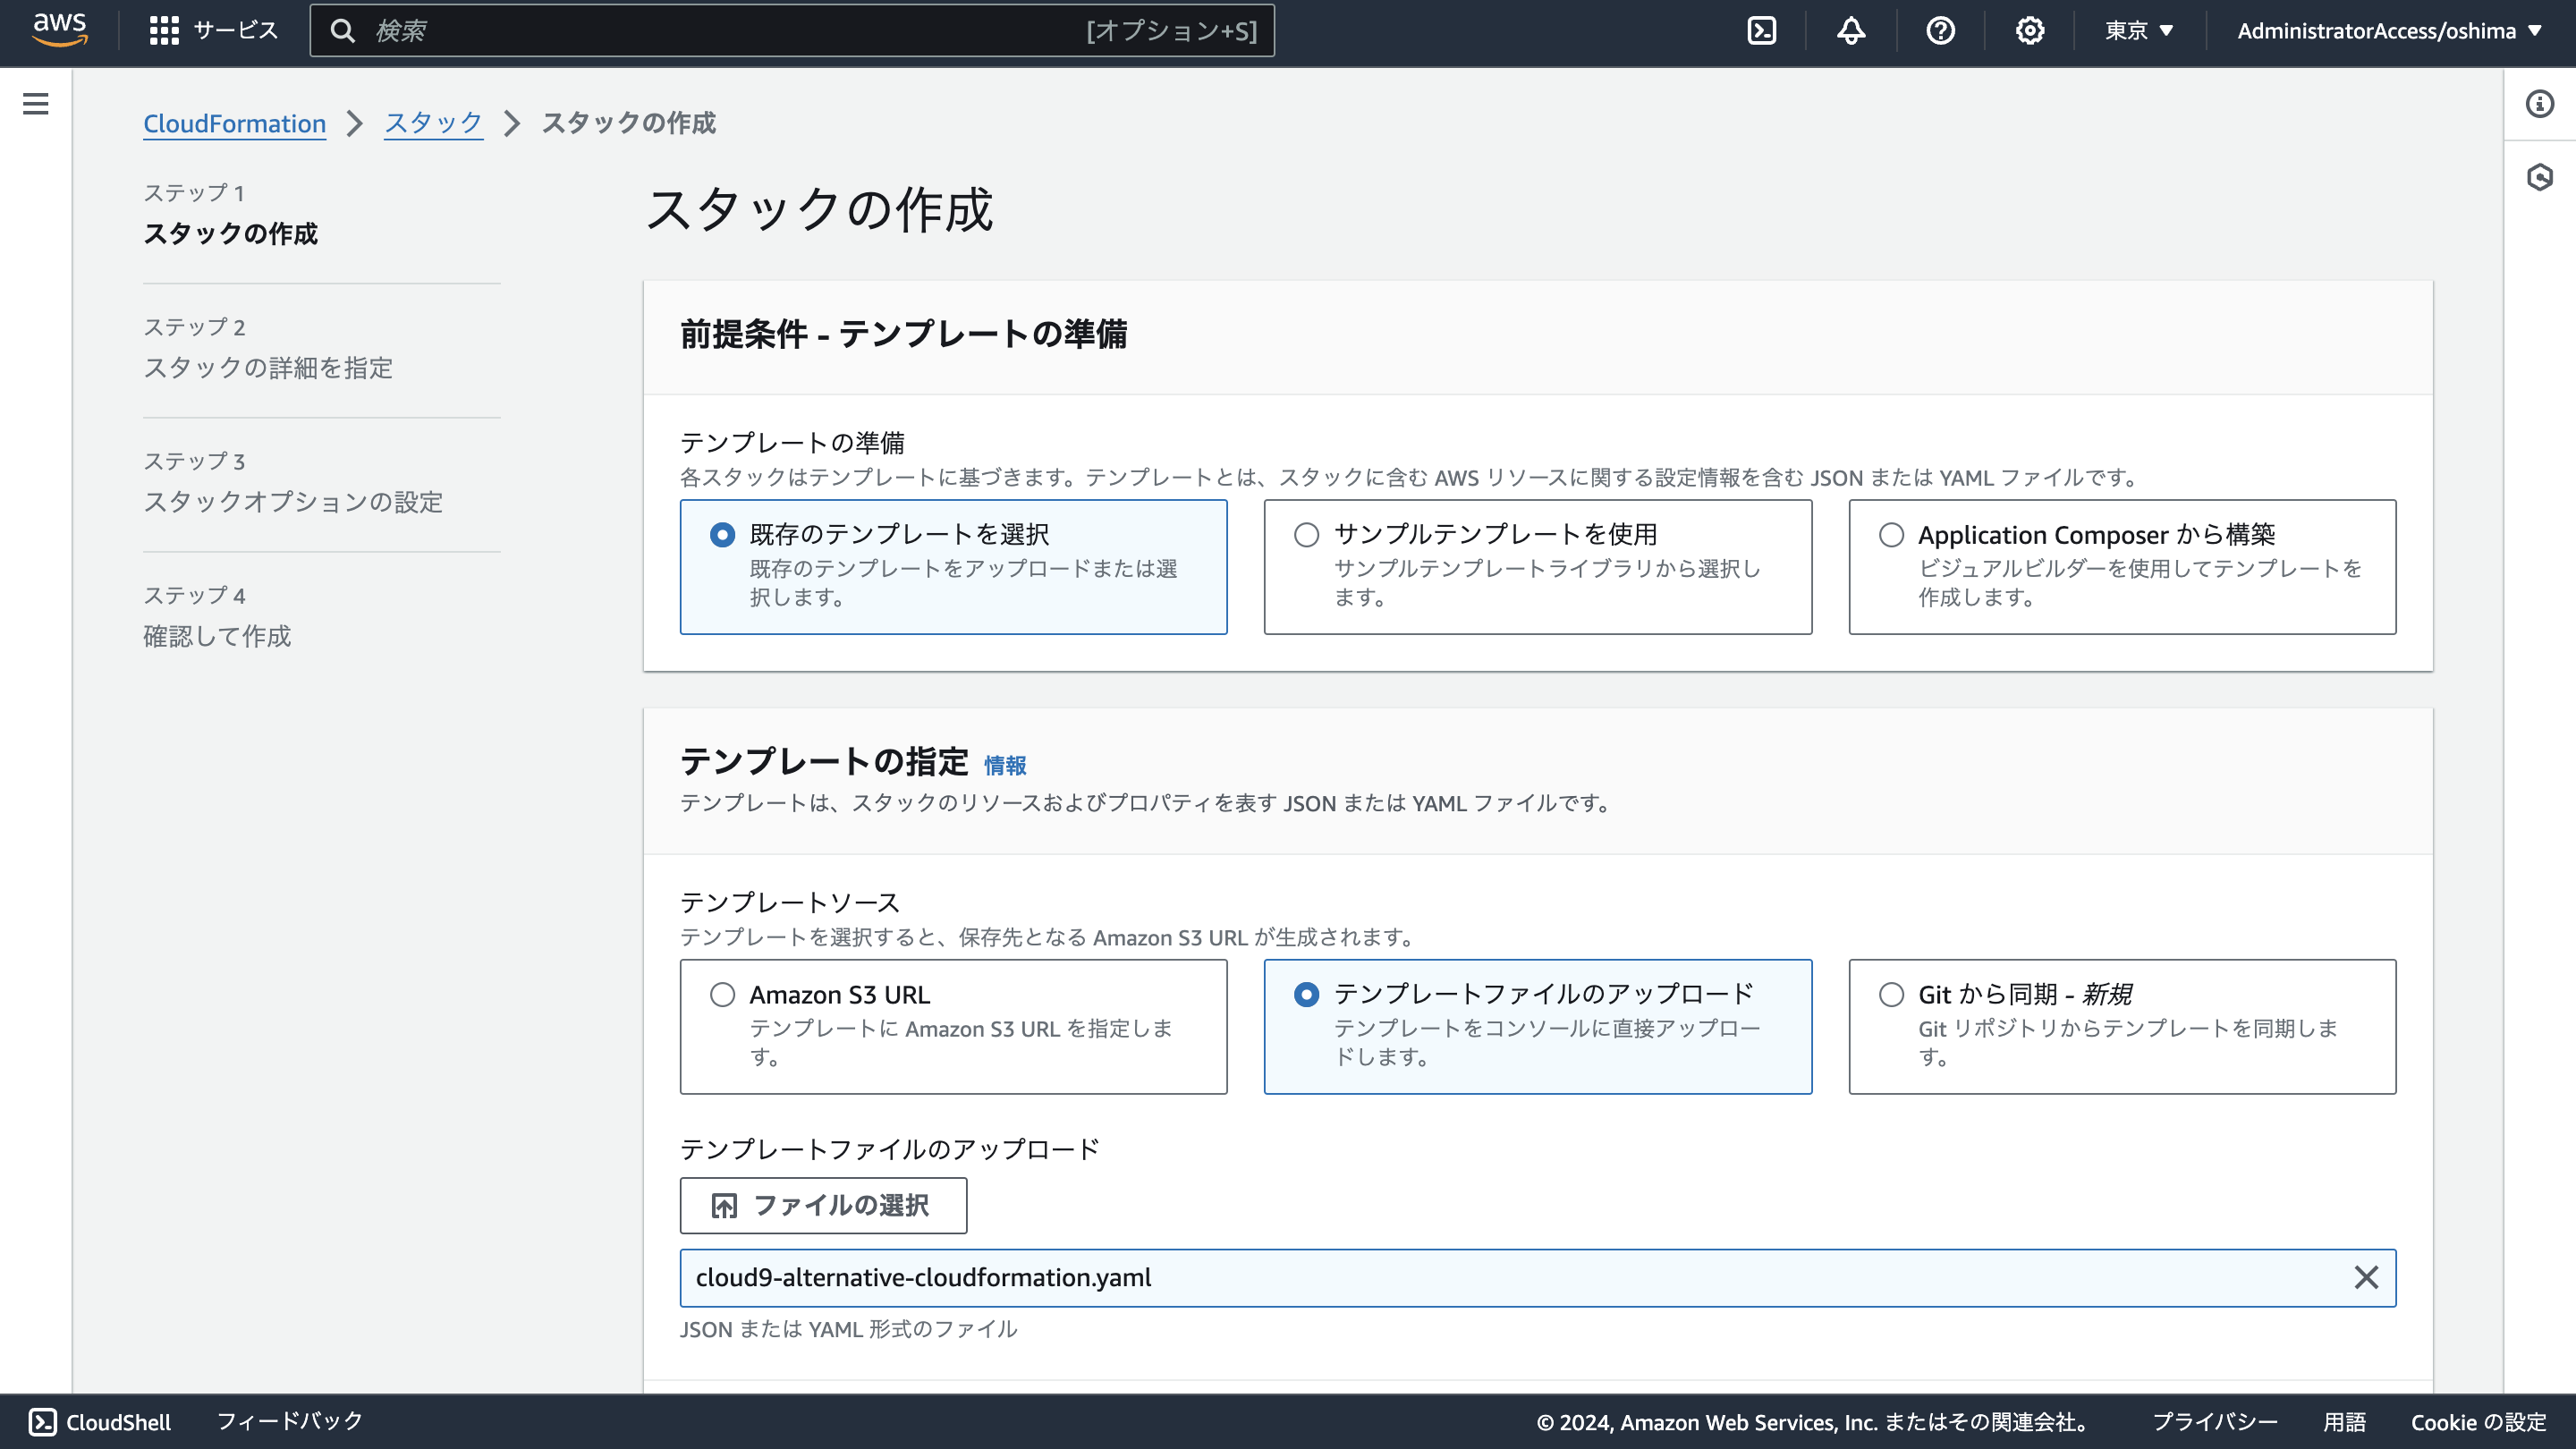 aws
サービス
検索
[オプション+S]
東京
AdministratorAccess/oshima
CloudFormation
スタック
スタックの作成
ステップ 1
スタックの作成
ステップ 2
スタックの詳細を指定
ステップ 3
スタックオプションの設定
ステップ 4
確認して作成
スタックの作成
前提条件 - テンプレートの準備
テンプレートの準備
各スタックはテンプレートに基づきます。テンプレートとは、スタックに含む AWS リソースに関する設定情報を含む JSON または YAML ファイルです。
既存のテンプレートを選択
既存のテンプレートをアップロードまたは選
択します。
サンプルテンプレートを使用
サンプルテンプレートライブラリから選択し
ます。
Application Composer から構築
ビジュアルビルダーを使用してテンプレートを
作成します。
テンプレートの指定 情報
テンプレートは、スタックのリソースおよびプロパティを表す JSON または YAML ファイルです。
テンプレートソース
テンプレートを選択すると、保存先となる Amazon S3 URL が生成されます。
Amazon S3 URL
テンプレートに Amazon S3 URL を指定しま
す。
テンプレートファイルのアップロード
テンプレートをコンソールに直接アップロー
ドします。
Git から同期 - 新規
Git リポジトリからテンプレートを同期しま
す。
テンプレートファイルのアップロード
ファイルの選択
cloud9-alternative-cloudformation.yaml
JSON または YAML 形式のファイル
CloudShell
フィードバック
© 2024, Amazon Web Services, Inc. またはその関連会社。
プライバシー
用語
Cookie の設定